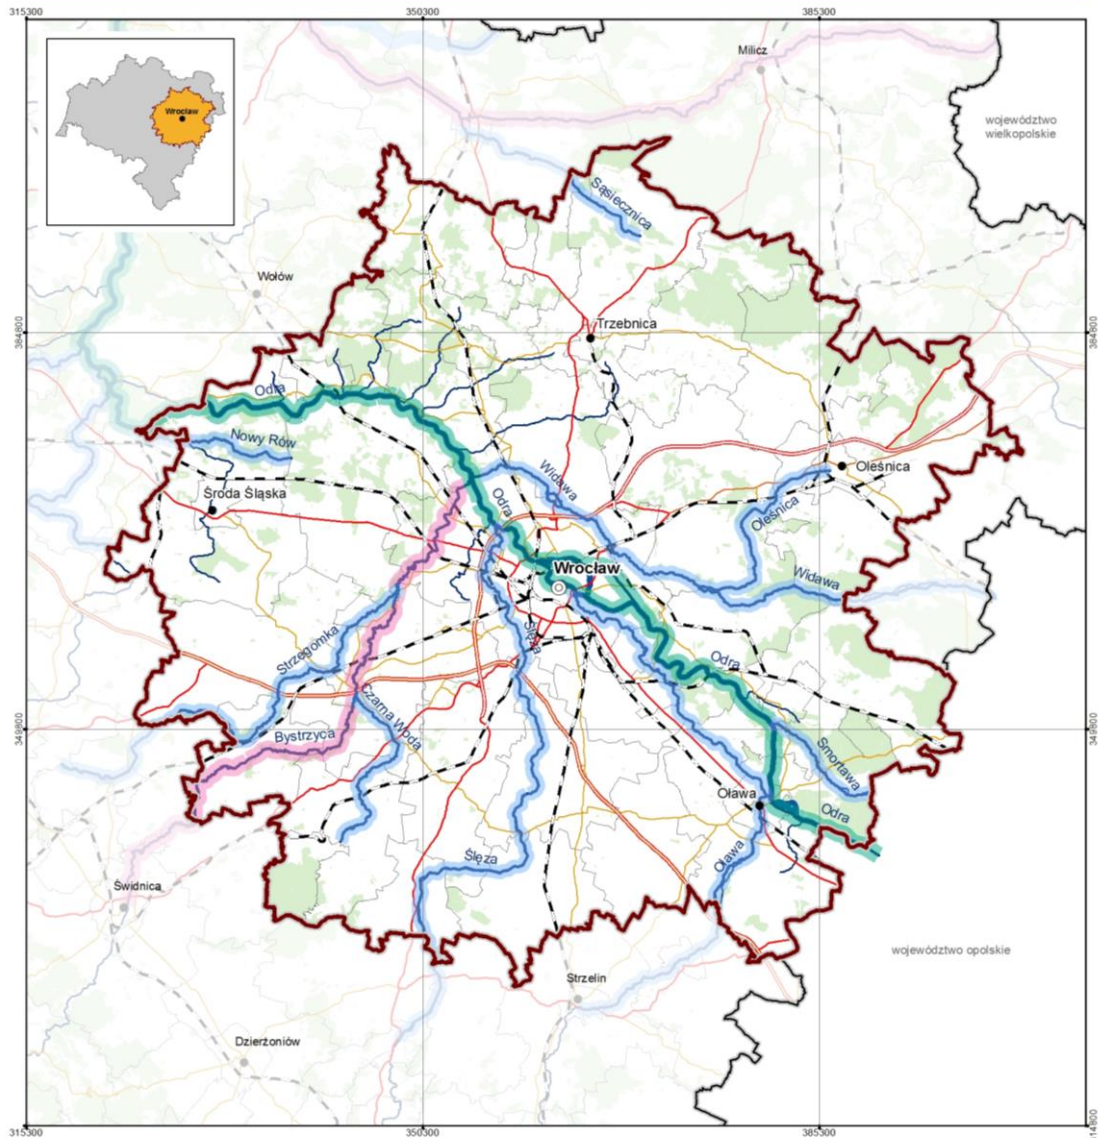 315300
350300
385300
Milicz
województwo
wielkopolskie
Wrocław
Sąsiecznica
Wołów
384800
Trzebnica
384800
Odra
Nowy Rów
Widawa
Oleśnica
Środa Śląska
Odra
Oleśnica
Wrocław
Widawa
Ślęza
Strzegomka
Odra
Czarna Woda
349800
Bystrzyca
Smortawa
349800
Oława
Odra
Ślęza
Oława
Świdnica
województwo opolskie
Strzelin
Dzierżoniów
315300
350300
385300